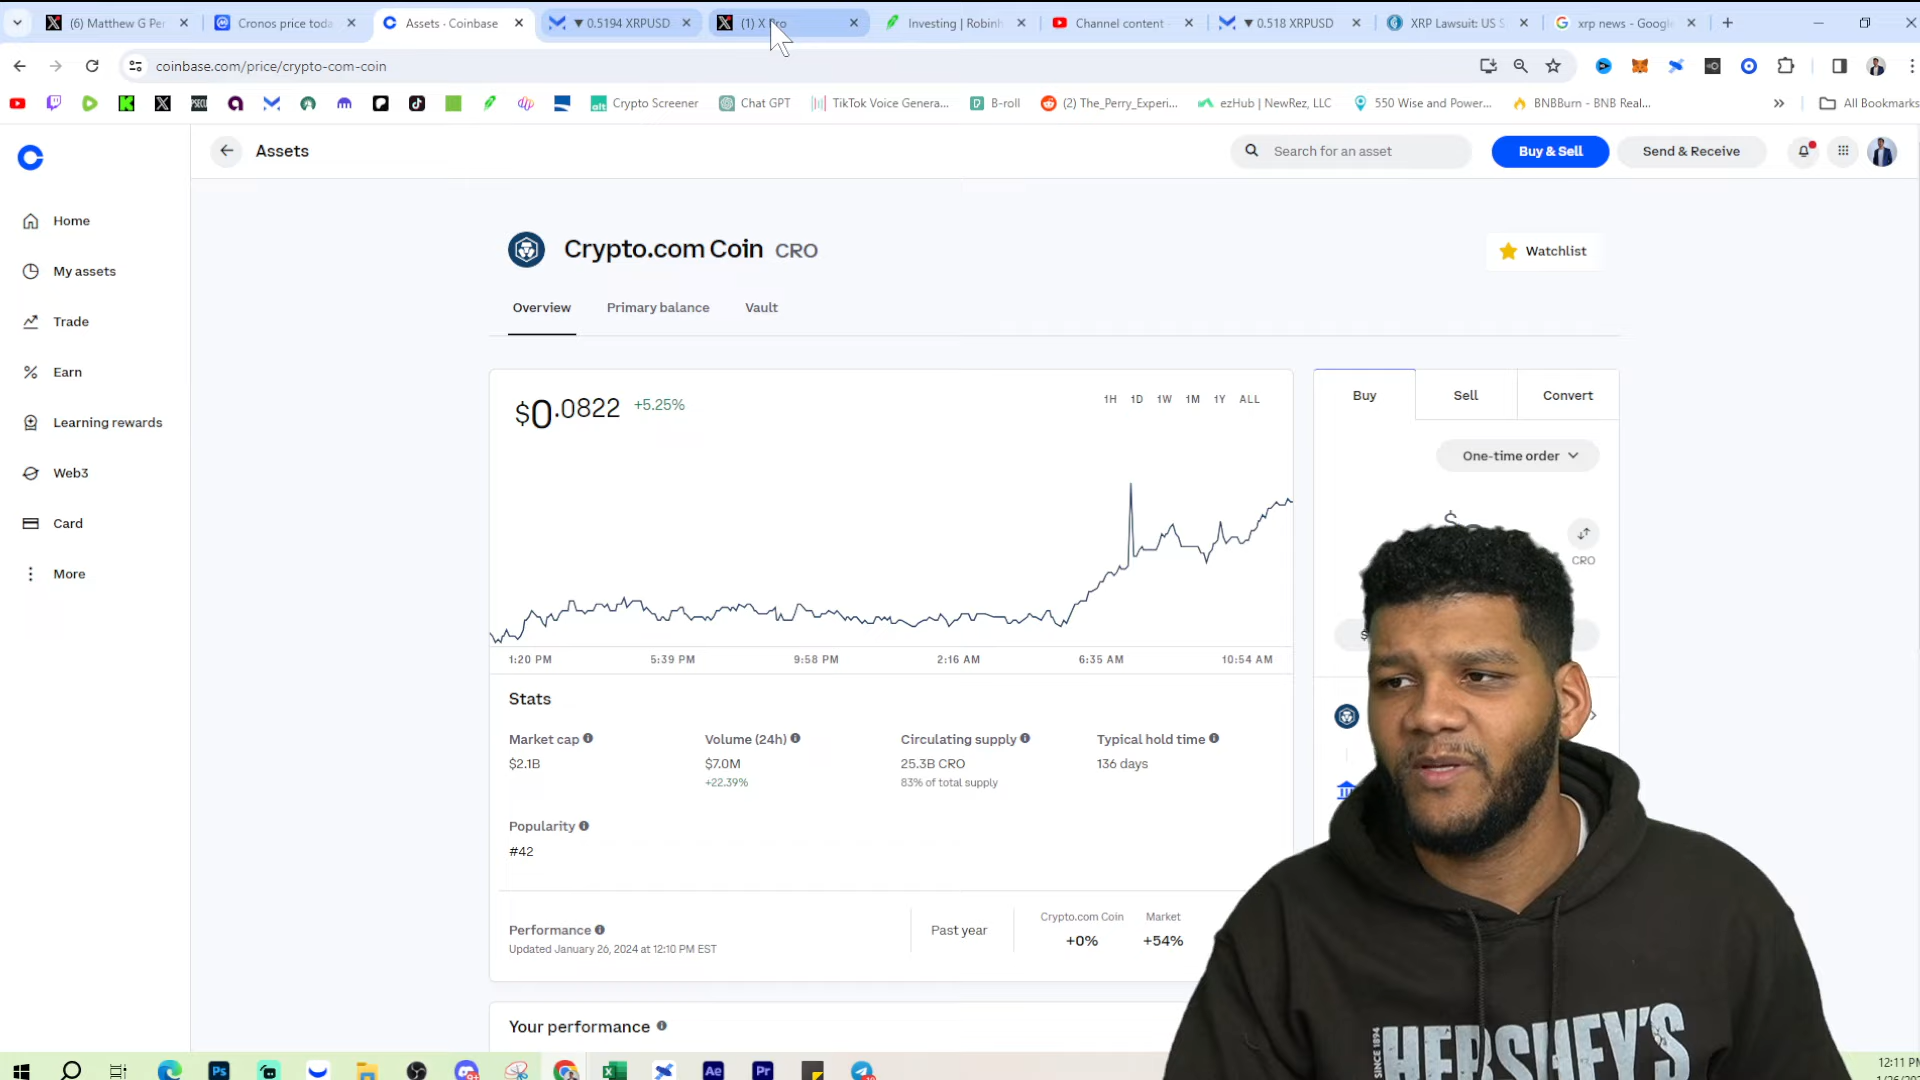 (6) Matthew G Per
Cronos price toda
Assets · Coinbase
▼ 0.5194 XRPUSD
(1) X Pro
Investing | Robinh
Channel content -
▼ 0.518 XRPUSD
XRP Lawsuit: US S
xrp news - Google
coinbase.com/price/crypto-com-coin
Crypto Screener
Chat GPT
TikTok Voice Genera...
B-roll
(2) The_Perry_Experi...
ezHub | NewRez, LLC
550 Wise and Power...
BNBBurn - BNB Real...
All Bookmarks
Assets
Search for an asset
Buy & Sell
Send & Receive
Home
My assets
Trade
Earn
Learning rewards
Web3
Card
More
Crypto.com Coin CRO
Watchlist
Overview Primary balance Vault
$0.0822 +5.25%
1H 1D 1W 1M 1Y ALL
Buy Sell Convert
One-time order
$
CRO
1:20 PM 5:39 PM 9:58 PM 2:16 AM 6:35 AM 10:54 AM
Stats
Market cap Volume (24h) Circulating supply Typical hold time
$2.1B $7.0M 25.3B CRO 136 days
+22.39% 83% of total supply
Popularity
#42
Crypto.com Coin Market
Performance Past year +0% +54%
Updated January 26, 2024 at 12:10 PM EST
Your performance
SINCE 1894
HERSHEY'S
12:11 PM